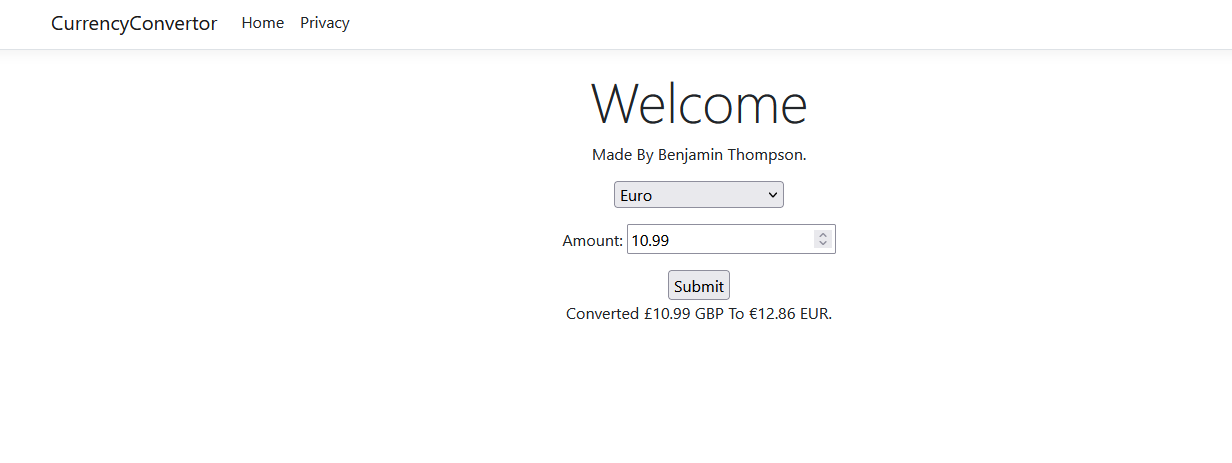 CurrencyConvertor Home Privacy
Welcome
Made By Benjamin Thompson.
Euro
Amount: 10.99
Submit
Converted £10.99 GBP To €12.86 EUR.